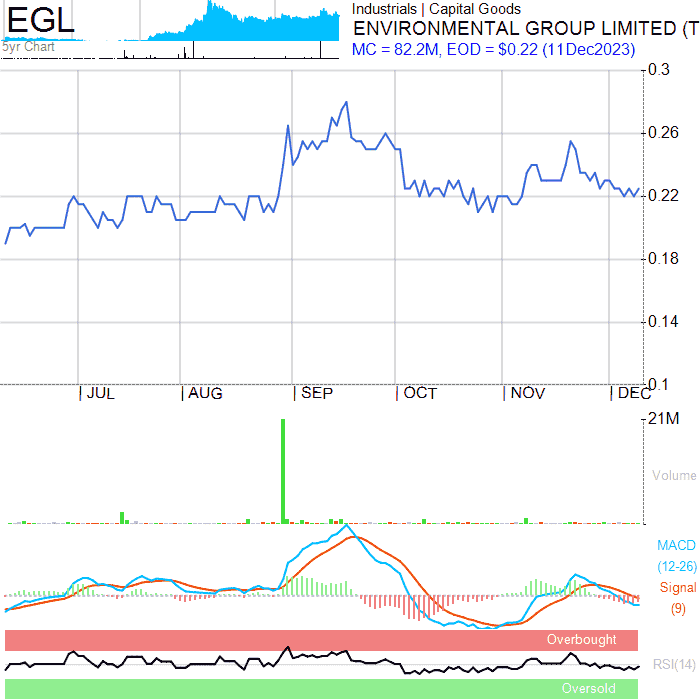 EGL
5yr Chart
Industrials | Capital Goods
ENVIRONMENTAL GROUP LIMITED (T
MC = 82.2M, EOD = $0.22 (11Dec2023)
0.3
0.26
0.22
0.18
0.14
0.1
JUL AUG SEP OCT NOV DEC
21M
Volume
MACD
(12-26)
Signal
(9)
Overbought
RSI(14)
Oversold